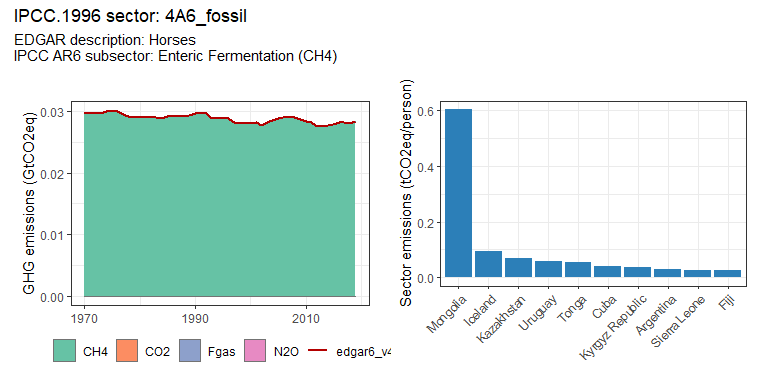 IPCC.1996 sector: 4A6_fossil
EDGAR description: Horses
IPCC AR6 subsector: Enteric Fermentation (CH4)
GHG emissions (GtCO2eq)
0.03
0.02
0.01
0.00
1970
1990
2010
CH4
CO2
Fgas
N2O
edgar6_v4
Sector emissions (tCO2eq/person)
0.6
0.4
0.2
0.0
Mongolia
Iceland
Kazakhstan
Uruguay
Tonga
Cuba
Kyrgyz Republic
Argentina
Sierra Leone
Fiji